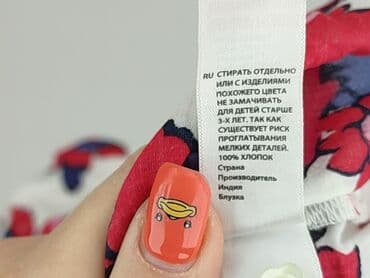 RU СТИРАТЬ ОТДЕЛЬНО
ИЛИ С ИЗДЕЛИЯМИ
ПОХОЖЕГО ЦВЕТА
НЕ ЗАМАЧИВАТЬ
ДЛЯ ДЕТЕЙ СТАРШЕ
3-Х ЛЕТ. ТАК КАК
СУЩЕСТВУЕТ РИСК
ПРОГЛАТЫВАНИЯ
МЕЛКИХ ДЕТАЛЕЙ.
100% ХЛОПОК
Страна
Производитель
Индия
Блузка